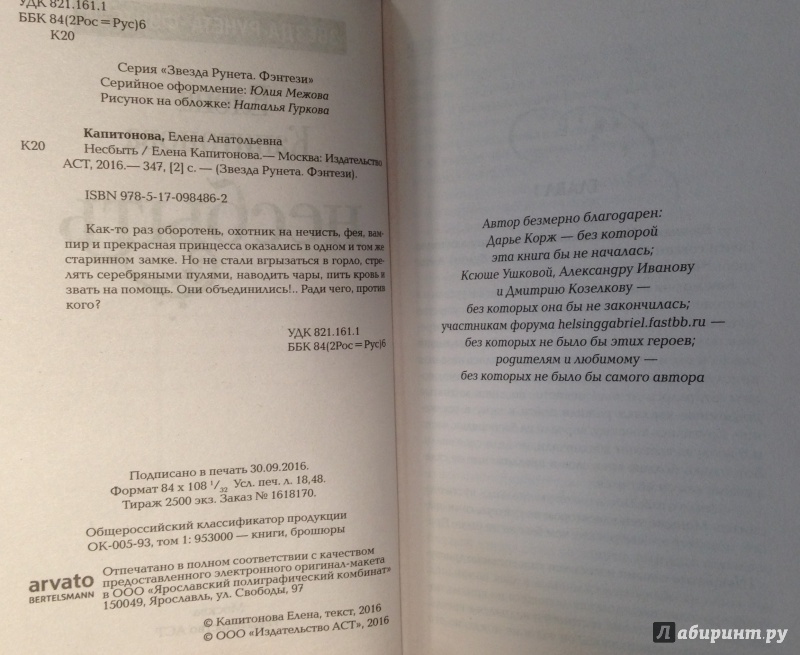 УДК 821.161.1
ББК 84(2Рос=Рус)6
К20
Серия «Звезда Рунета. Фэнтези»
Серийное оформление: Юлия Межова
Рисунок на обложке: Наталья Гуркова
Капитонова, Елена Анатольевна
К20 Несбыть / Елена Капитонова.— Москва: Издательство
АСТ, 2016.— 347, [2] с. — (Звезда Рунета. Фэнтези).
ISBN 978-5-17-098486-2
Как-то раз оборотень, охотник на нечисть, фея, вам-
пир и прекрасная принцесса оказались в одном и том же
старинном замке. Но не стали вгрызаться в горло, стре-
лять серебряными пулями, наводить чары, пить кровь и
звать на помощь. Они объединились!.. Ради чего, против
кого?
УДК 821.161.1
ББК 84(2Рос=Рус)6
Подписано в печать 30.09.2016.
Формат 84 x 108 1/32 Усл. печ. л. 18,48.
Тираж 2500 экз. Заказ № 1618170.
Общероссийский классификатор продукции
ОК-005-93, том 1: 953000 — книги, брошюры
arvato
BERTELSMANN
Отпечатано в полном соответствии с качеством
предоставленного электронного оригинал-макета
в ООО «Ярославский полиграфический комбинат»
150049, Ярославль, ул. Свободы, 97
© Капитонова Елена, текст, 2016
© ООО «Издательство АСТ», 2016
Автор безмерно благодарен:
Дарье Корж — без которой
эта книга бы не началась;
Ксюше Ушковой, Александру Иванову
и Дмитрию Козелкову —
без которых она бы не закончилась;
участникам форума helsinggabriel.fastbb.ru —
без которых не было бы этих героев;
родителям и любимому —
без которых не было бы самого автора
Лабиринт.ру